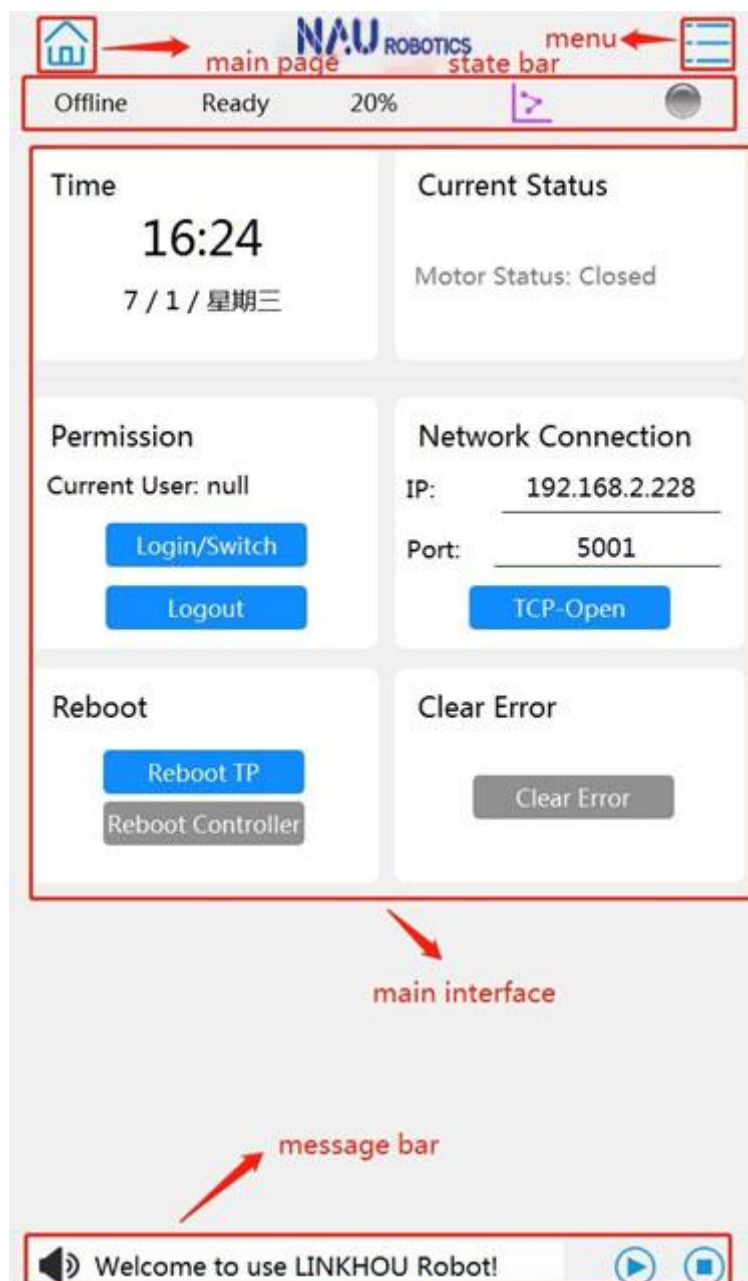 NAU ROBOTICS
main page
menu
state bar
Offline Ready 20%
Time
16:24
7 / 1 / 星期三
Current Status
Motor Status: Closed
Permission
Current User: null
Login/Switch
Logout
Network Connection
IP: 192.168.2.228
Port: 5001
TCP-Open
Reboot
Reboot TP
Reboot Controller
Clear Error
Clear Error
main interface
message bar
Welcome to use LINKHOU Robot!